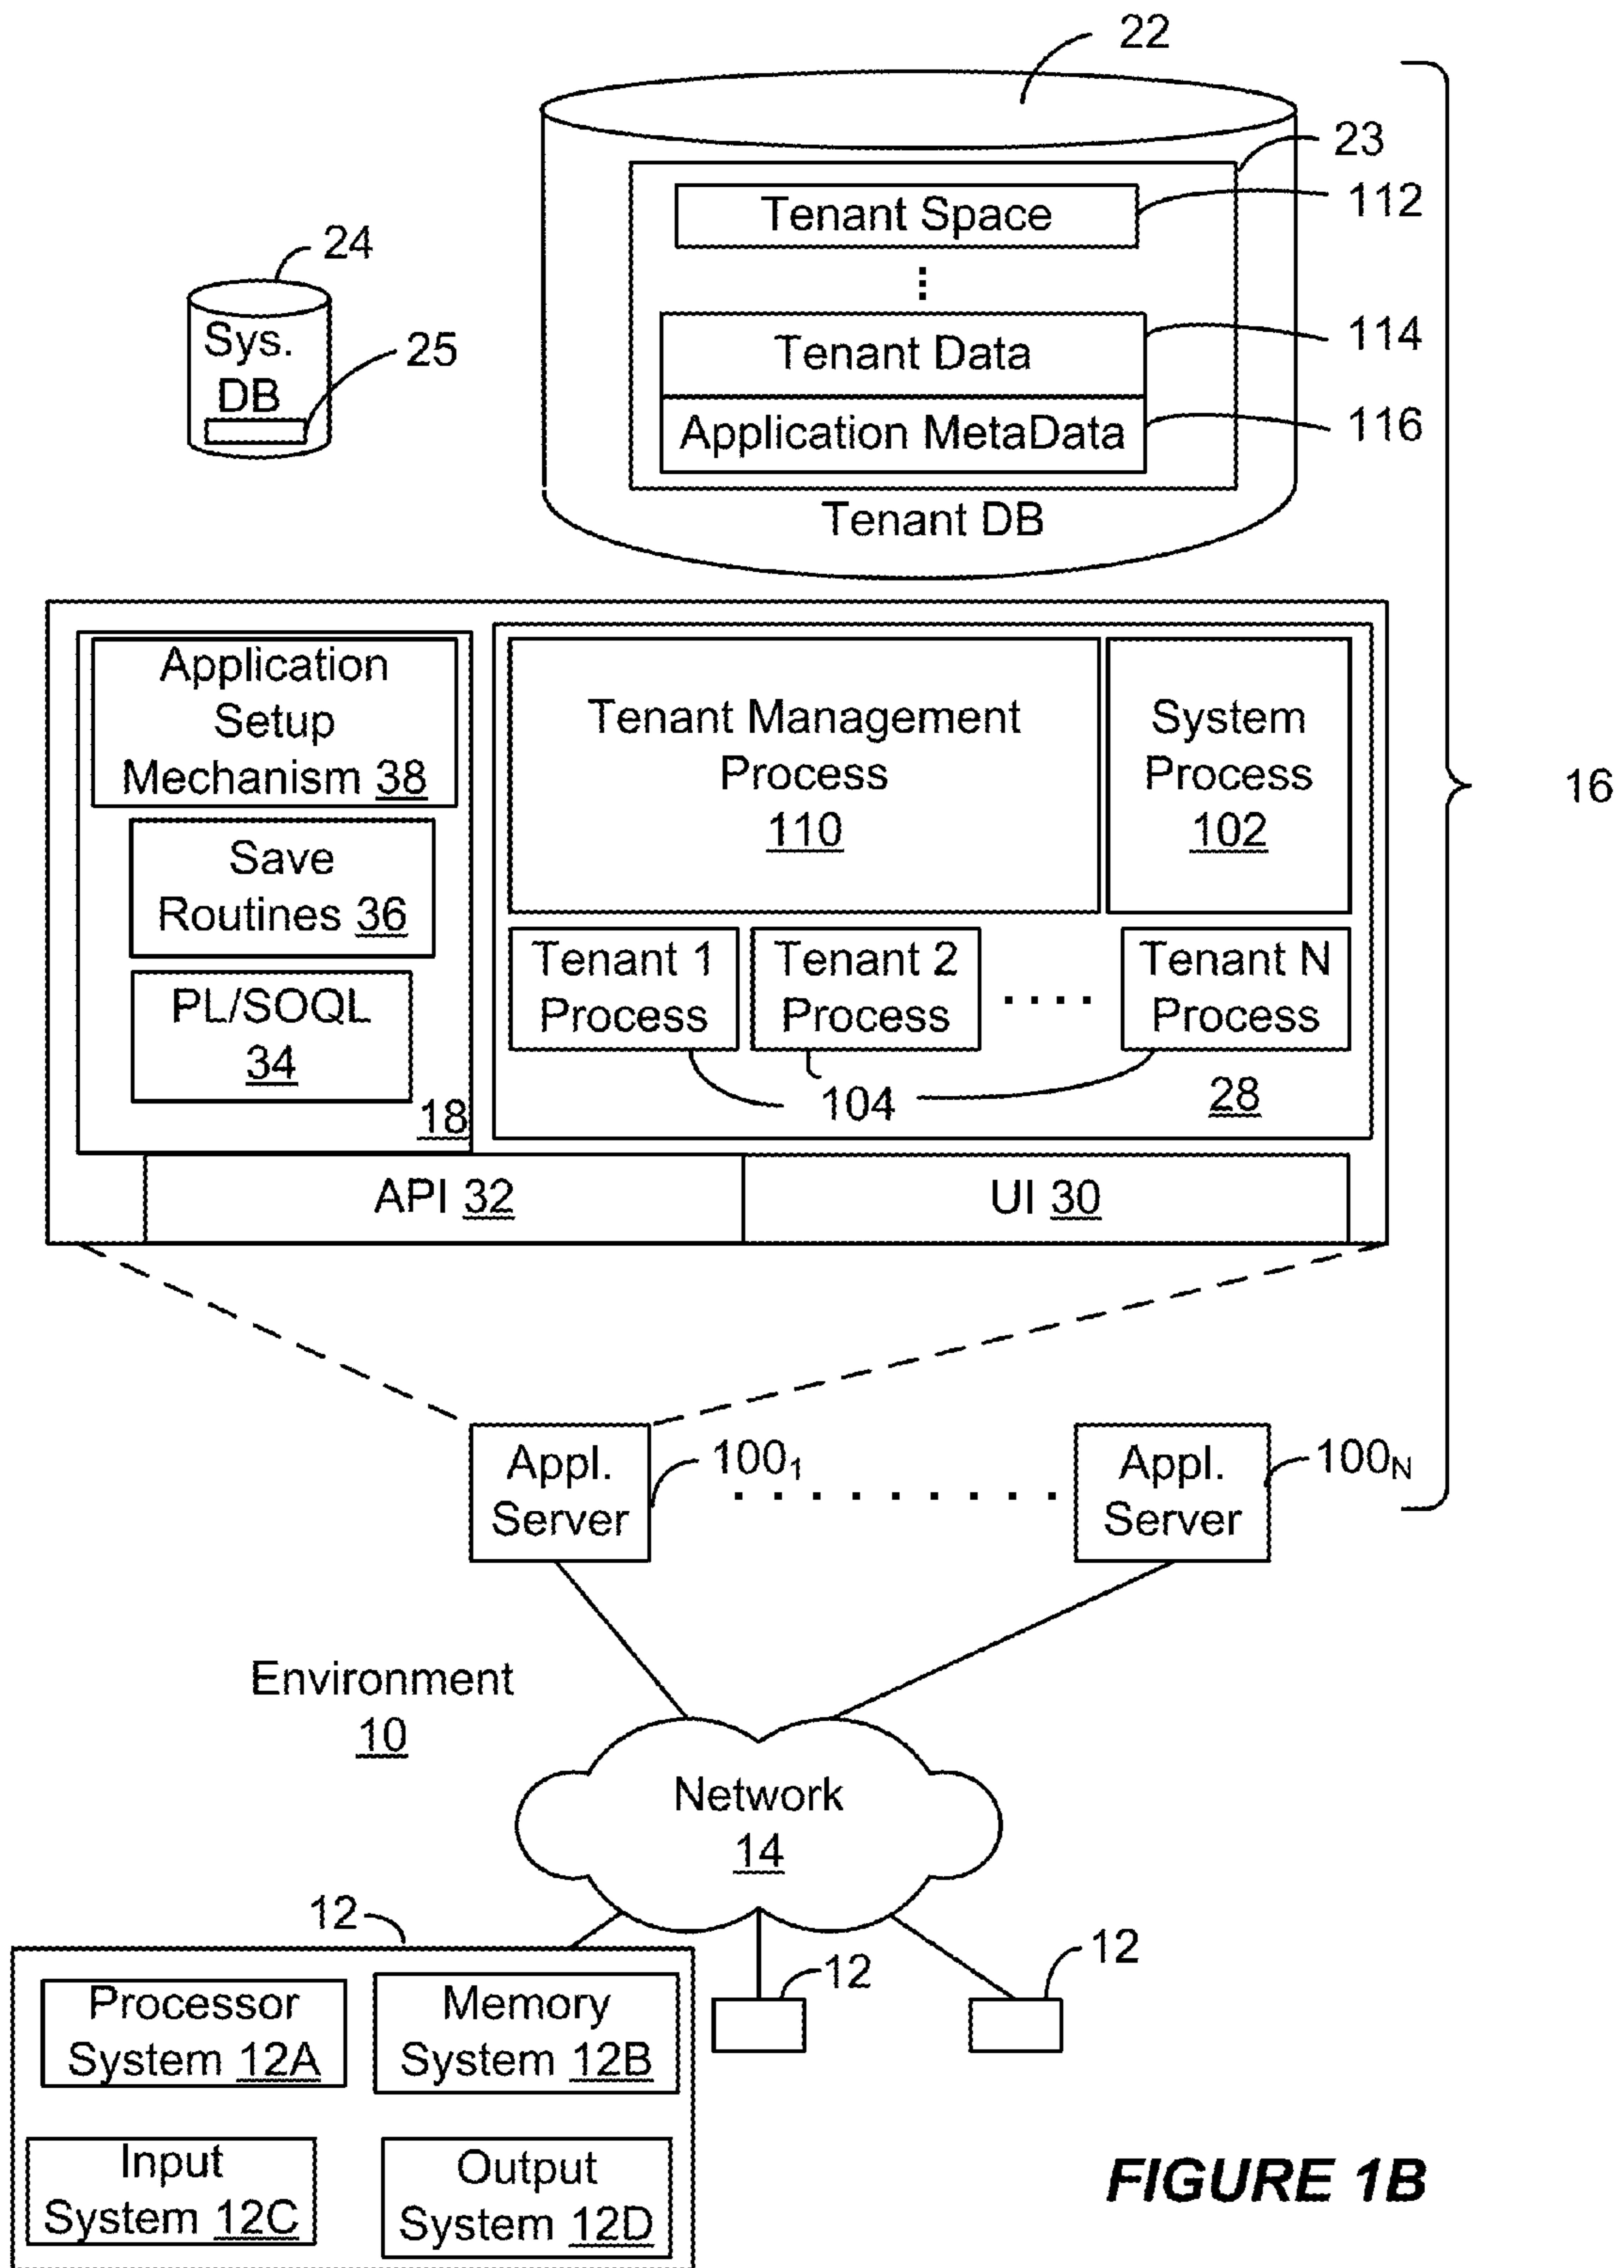 22
23
Tenant Space
112
24
Sys.
DB
25
Tenant Data
114
Application MetaData
116
Tenant DB
Application
Setup
Mechanism 38
Save
Routines 36
PL/SOQL
34
18
Tenant Management
Process
110
System
Process
102
Tenant 1
Process
Tenant 2
Process
. . . .
Tenant N
Process
104
28
16
API 32
UI 30
Appl.
Server
100₁
. . . . . . . . .
Appl.
Server
100N
Environment
10
Network
14
12
12
12
Processor
System 12A
Memory
System 12B
Input
System 12C
Output
System 12D
FIGURE 1B